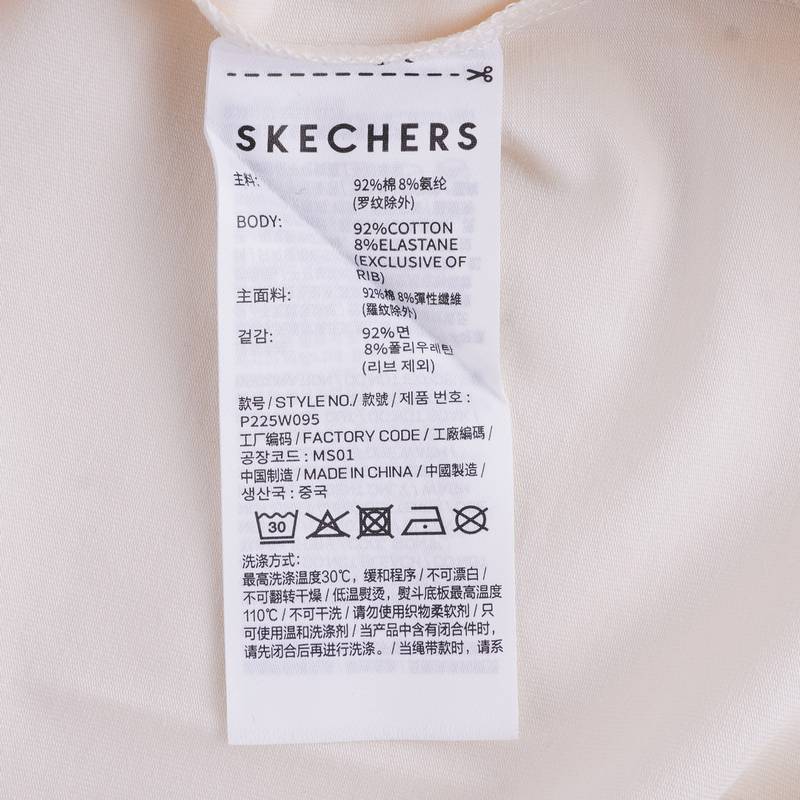 SKECHERS
主料: 92%棉 8%氨纶
(罗纹除外)
BODY: 92%COTTON
8%ELASTANE
(EXCLUSIVE OF
RIB)
主面料: 92%棉 8%彈性纖維
(羅紋除外)
겉감: 92%면
8%폴리우레탄
(리브 제외)
款号 / STYLE NO./ 款號 / 제품 번호 :
P225W095
工厂编码 / FACTORY CODE / 工廠編碼 /
공장코드 : MS01
中国制造 / MADE IN CHINA / 中國製造 /
생산국 : 중국
30
洗涤方式:
最高洗涤温度30℃，缓和程序 / 不可漂白 /
不可翻转干燥 / 低温熨烫，熨斗底板最高温度
110℃ / 不可干洗 / 请勿使用织物柔软剂 / 只
可使用温和洗涤剂 / 当产品中含有闭合件时，
请先闭合后再进行洗涤。 / 当绳带款时，请系